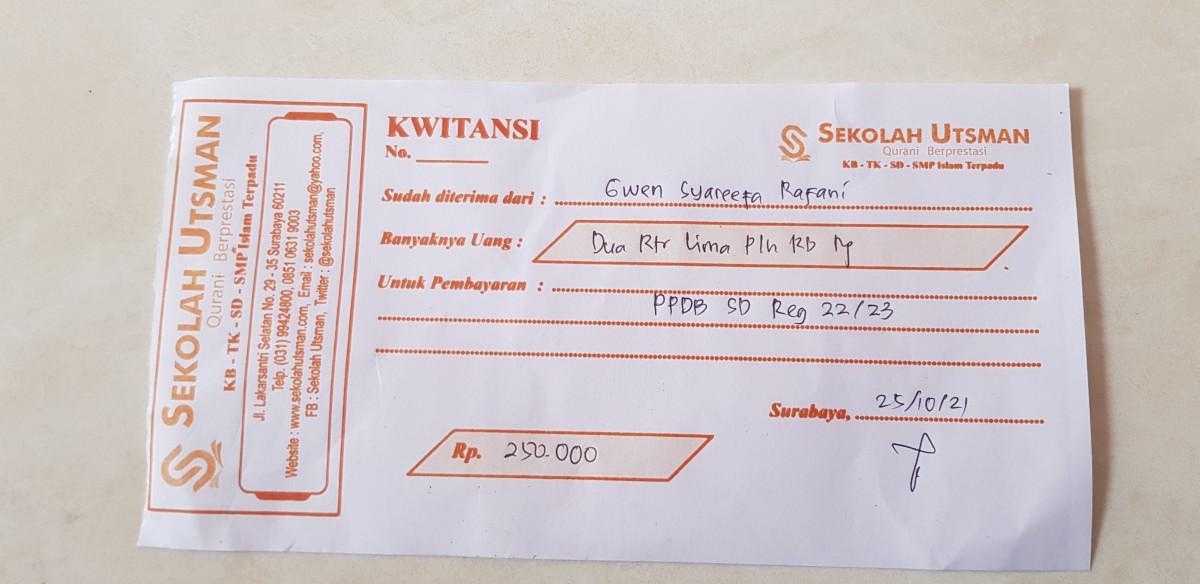 SEKOLAH UTSMAN
Qurani Berprestasi
KB - TK - SD - SMP Islam Terpadu
Jl. Lakarsantri Selatan No. 29 - 35 Surabaya 60211
Telp. (031) 99424800, 0851 0631 9003
Website : www.sekolahutsman.com, Email : sekolahutsman@yahoo.com,
FB : Sekolah Utsman, Twitter : @sekolahutsman
KWITANSI
No.
SEKOLAH UTSMAN
Qurani Berprestasi
KB - TK - SD - SMP Islam Terpadu
Sudah diterima dari : Gwen Syareefa Rafani
Banyaknya Uang : Dua Rts Lima Plh Rb Rp
Untuk Pembayaran :
PPDB SD Reg 22/23
Surabaya, 25/10/21
Rp. 250.000